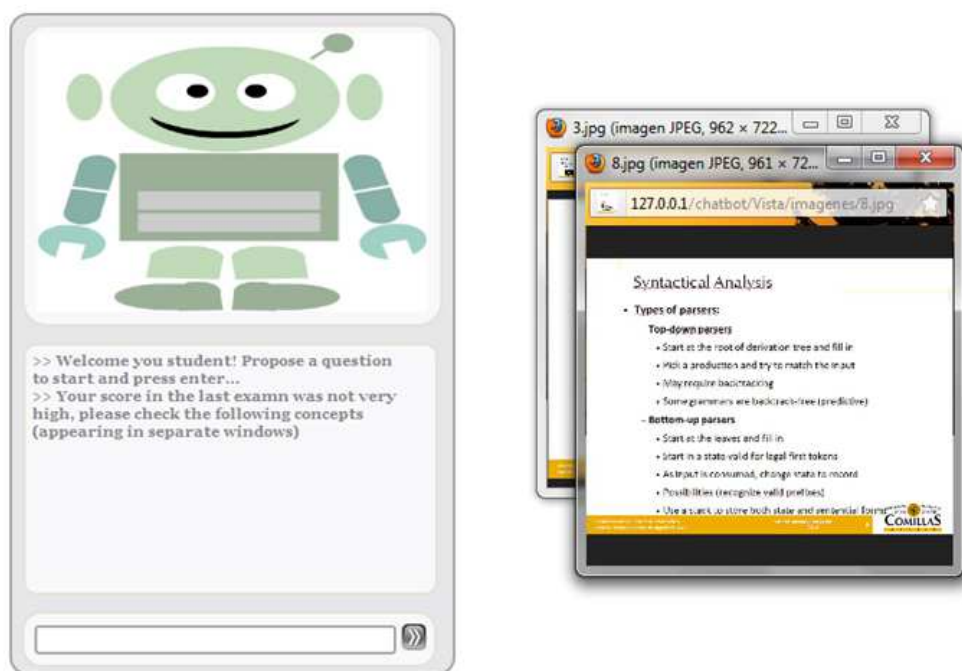 >> Welcome you student! Propose a question
to start and press enter...
>> Your score in the last examn was not very
high, please check the following concepts
(appearing in separate windows)
3.jpg (imagen JPEG, 962 × 722...
8.jpg (imagen JPEG, 961 × 72...
127.0.0.1/chatbot/Vista/imagenes/8.jpg
Syntactical Analysis
• Types of parsers:
Top-down parsers
• Start at the root of derivation tree and fill in
• Pick a production and try to match the input
• May require backtracking
• Some grammars are backtrack-free (predictive)
– Bottom-up parsers
• Start at the leaves and fill in
• Start in a state valid for legal first tokens
• As input is consumed, change state to record
• Possibilities (recognize valid prefixes)
• Use a stack to store both state and sentential forms
COMILLAS